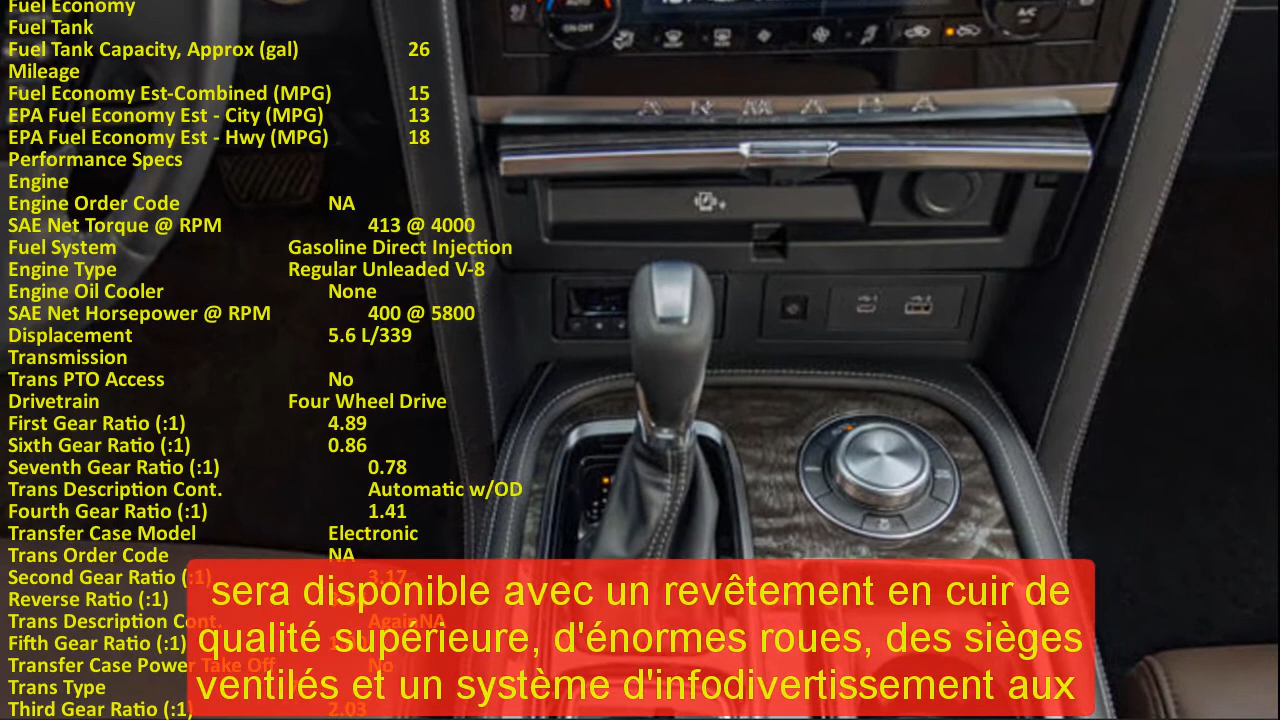 Fuel Economy
Fuel Tank
Fuel Tank Capacity, Approx (gal) 26
Mileage
Fuel Economy Est-Combined (MPG) 15
EPA Fuel Economy Est - City (MPG) 13
EPA Fuel Economy Est - Hwy (MPG) 18
Performance Specs
Engine
Engine Order Code NA
SAE Net Torque @ RPM 413 @ 4000
Fuel System Gasoline Direct Injection
Engine Type Regular Unleaded V-8
Engine Oil Cooler None
SAE Net Horsepower @ RPM 400 @ 5800
Displacement 5.6 L/339
Transmission
Trans PTO Access No
Drivetrain Four Wheel Drive
First Gear Ratio (:1) 4.89
Sixth Gear Ratio (:1) 0.86
Seventh Gear Ratio (:1) 0.78
Trans Description Cont. Automatic w/OD
Fourth Gear Ratio (:1) 1.41
Transfer Case Model Electronic
Trans Order Code NA
Second Gear Ratio (:1) 3.17
Reverse Ratio (:1)
Trans Description Cont. AgainNA
Fifth Gear Ratio (:1)
Transfer Case Power Take Off No
Trans Type
Third Gear Ratio (:1) 2.03
AUTO
ON·OFF
A/C
ARMADA
sera disponible avec un revêtement en cuir de
qualité supérieure, d'énormes roues, des sièges
ventilés et un système d'infodivertissement aux